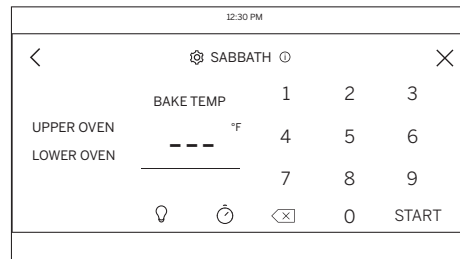 12:30 PM
SABBATH
BAKE TEMP
UPPER OVEN
LOWER OVEN
--- °F
1 2 3
4 5 6
7 8 9
0 START